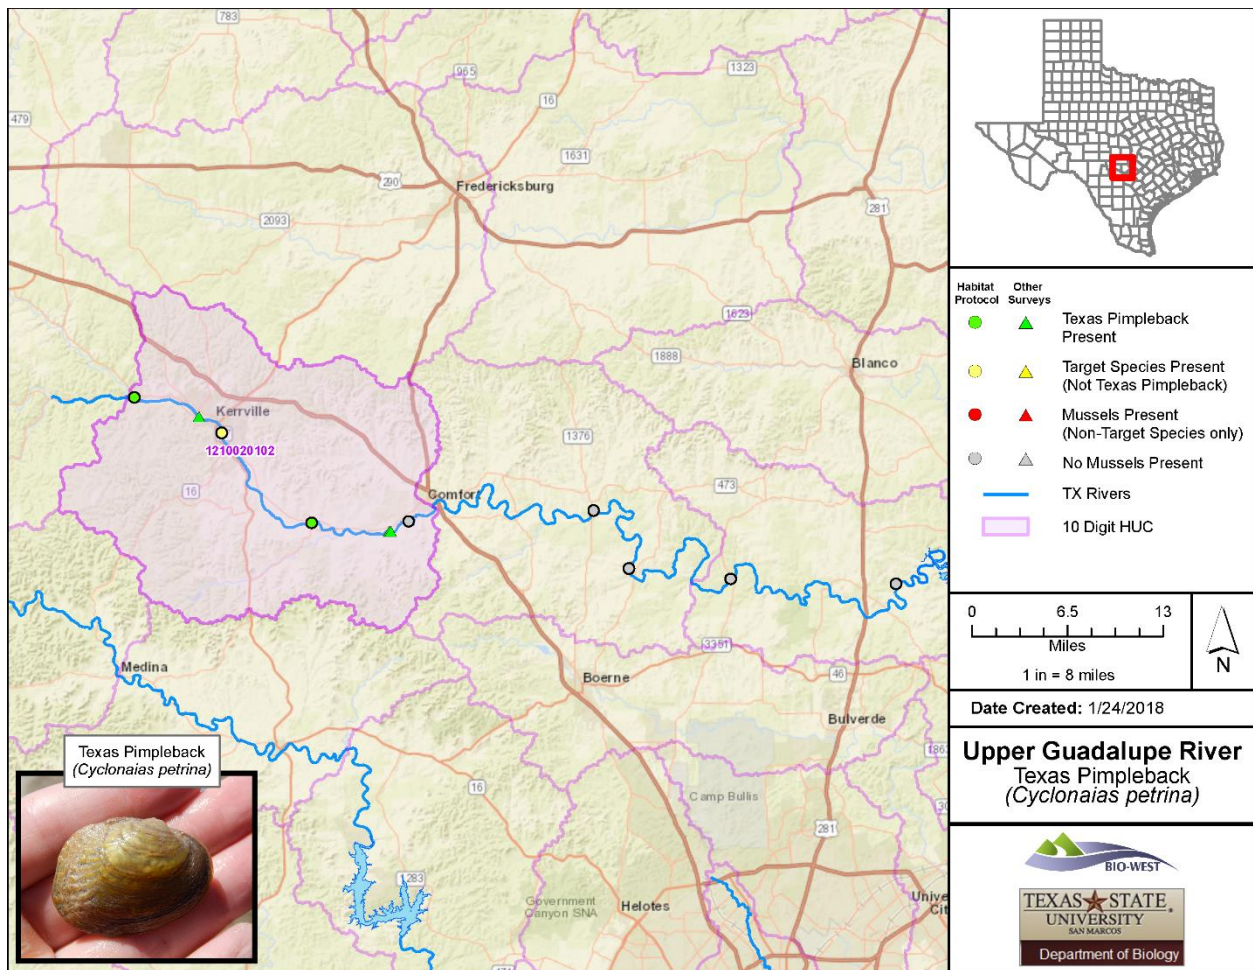 783
965
1323
479
16
1631
290
Fredericksburg
2093
281
1623
1888
Blanco
Kerrville
1210020102
1376
16
473
Comfort
3351
Medina
Boerne
46
Bulverde
1863
16
Camp Bullis
281
1283
Government
Canyon SNA
Helotes
Univer
Cit
471
Texas Pimpleback
(Cyclonaias petrina)
Habitat Protocol
Other Surveys
Texas Pimpleback
Present
Target Species Present
(Not Texas Pimpleback)
Mussels Present
(Non-Target Species only)
No Mussels Present
TX Rivers
10 Digit HUC
0 6.5 13
Miles
1 in = 8 miles
N
Date Created: 1/24/2018
Upper Guadalupe River
Texas Pimpleback
(Cyclonaias petrina)
BIO-WEST
TEXAS STATE
UNIVERSITY
SAN MARCOS
Department of Biology